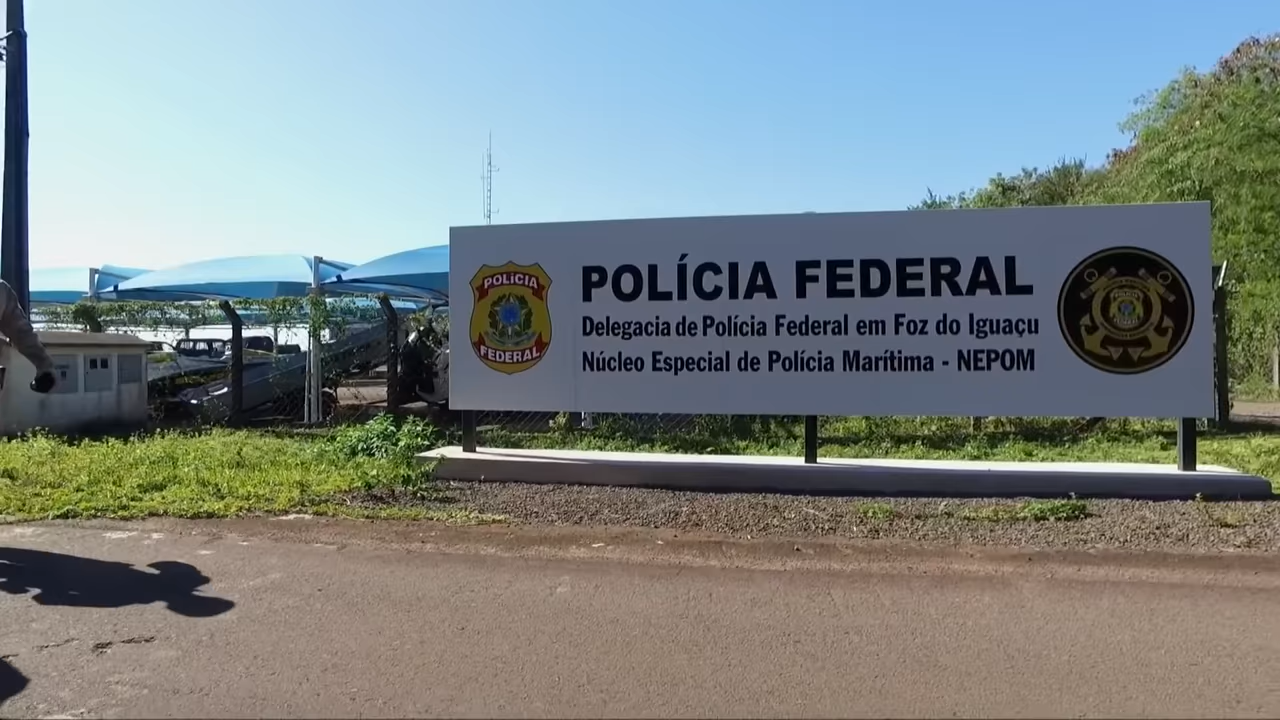 POLÍCIA FEDERAL
Delegacia de Polícia Federal em Foz do Iguaçu
Núcleo Especial de Polícia Marítima - NEPOM
POLÍCIA
FEDERAL